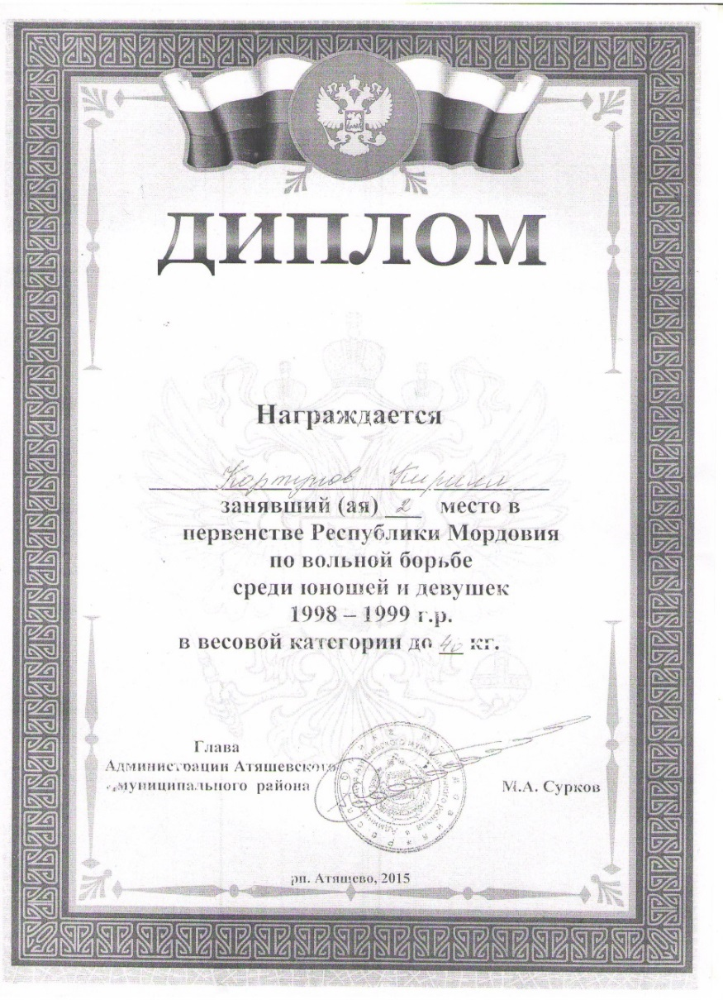 ДИПЛОМ
Награждается
Кортунов Кирилл
занявший (ая) 2 место в
первенстве Республики Мордовия
по вольной борьбе
среди юношей и девушек
1998 – 1999 г.р.
в весовой категории до 40 кг.
Глава
Администрации Атяшевского
муниципального района
М.А. Сурков
рп. Атяшево, 2015